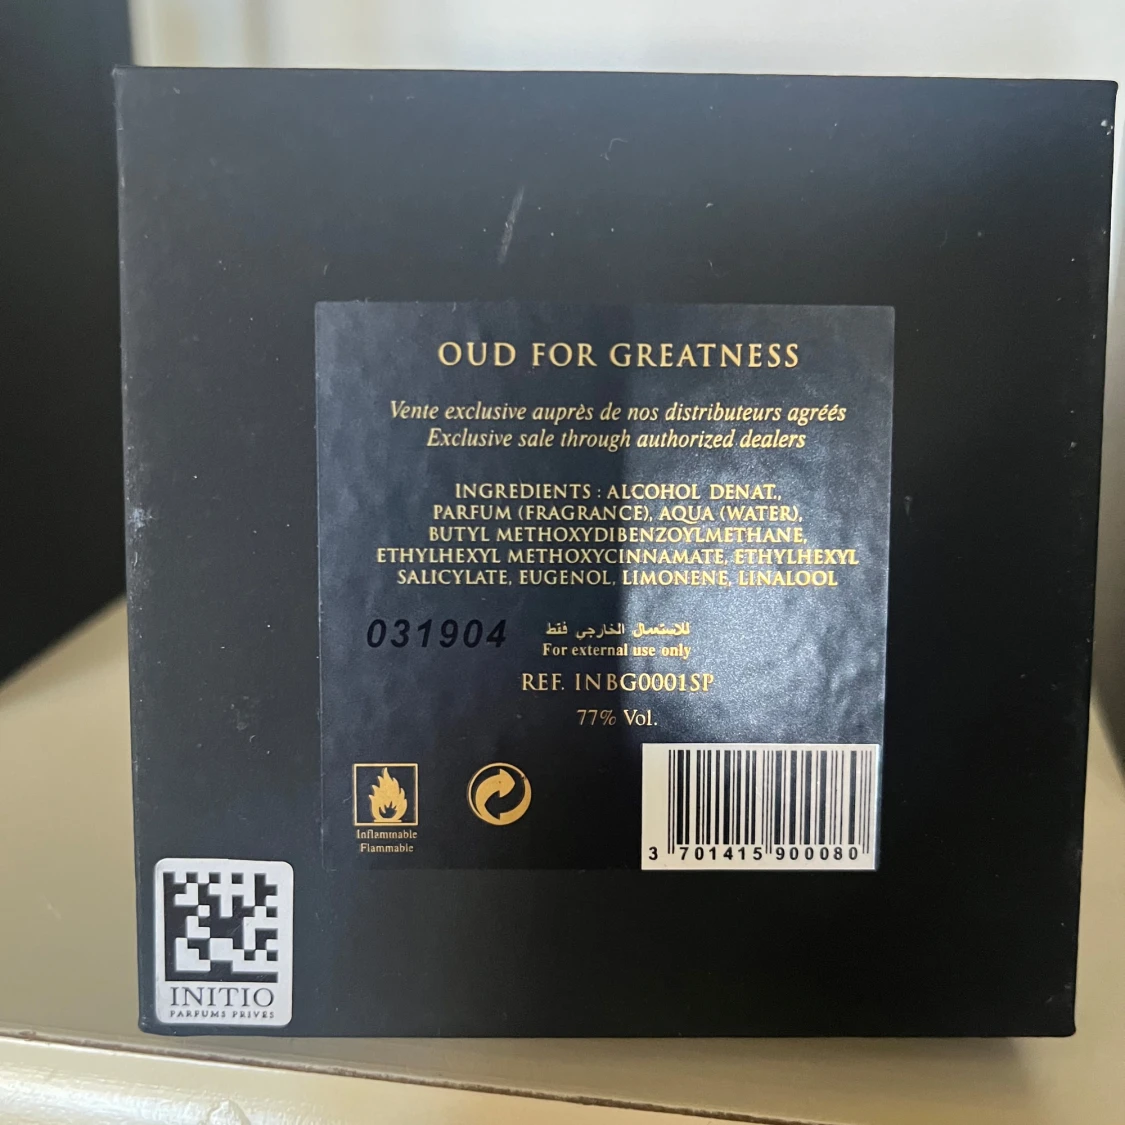 OUD FOR GREATNESS
Vente exclusive auprès de nos distributeurs agréés
Exclusive sale through authorized dealers
INGREDIENTS : ALCOHOL DENAT.,
PARFUM (FRAGRANCE), AQUA (WATER),
BUTYL METHOXYDIBENZOYLMETHANE,
ETHYLHEXYL METHOXYCINNAMATE, ETHYLHEXYL
SALICYLATE, EUGENOL, LIMONENE, LINALOOL
031904
للاستعمال الخارجي فقط
For external use only
REF. INBG0001SP
77% Vol.
Inflammable
Flammable
3 701415 900080
INITIO
PARFUMS PRIVES